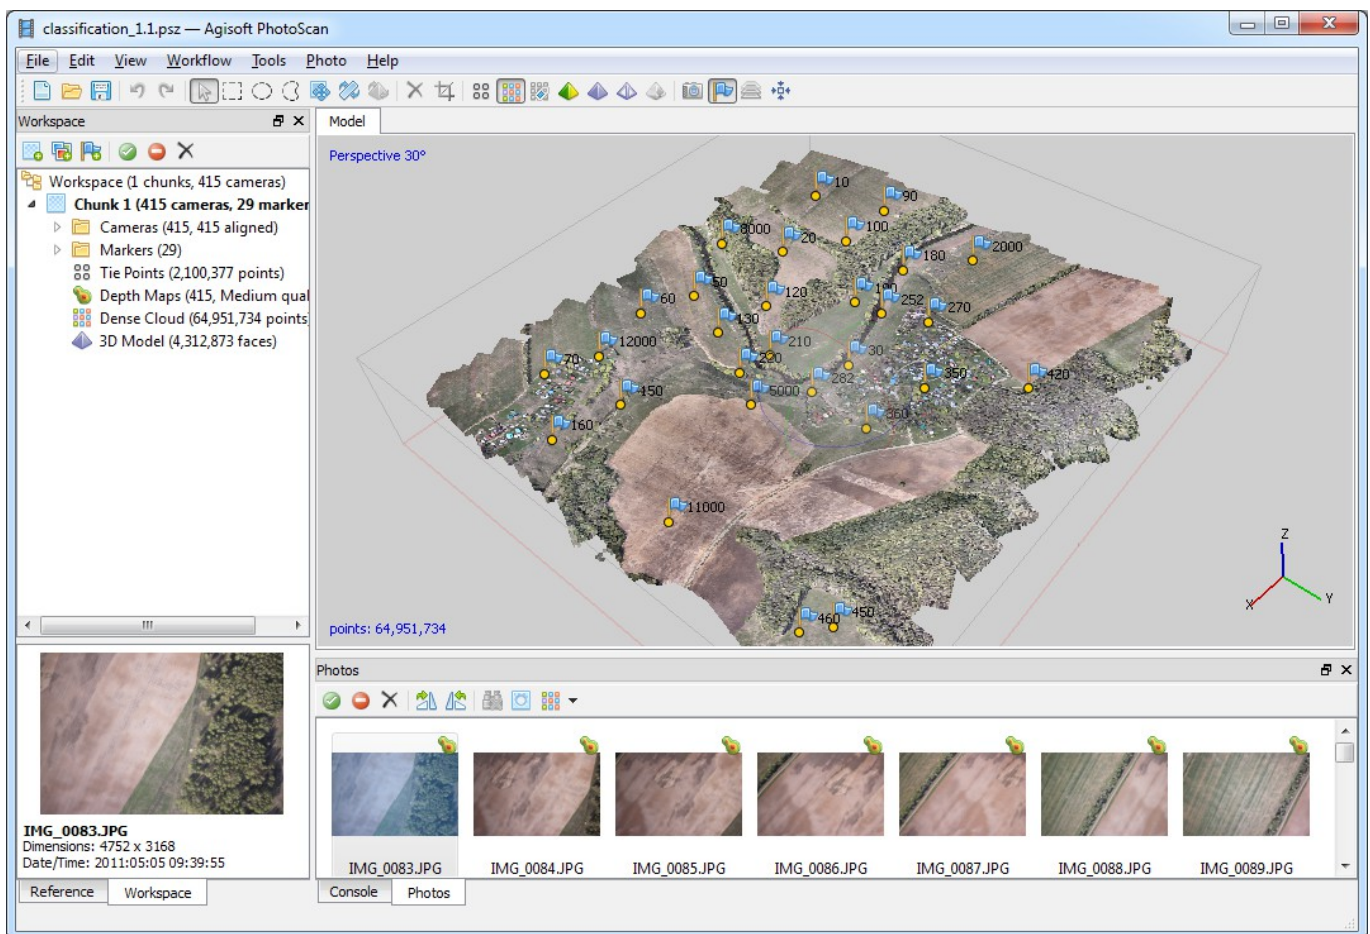 classification_1.1.psz — Agisoft PhotoScan
File Edit View Workflow Tools Photo Help
Workspace
Model
Workspace (1 chunks, 415 cameras)
Chunk 1 (415 cameras, 29 marker
Cameras (415, 415 aligned)
Markers (29)
Tie Points (2,100,377 points)
Depth Maps (415, Medium qual
Dense Cloud (64,951,734 points
3D Model (4,312,873 faces)
Perspective 30°
10
90
8000
20
100
180
2000
50
60
120
190
252
270
130
12000
210
30
70
220
282
350
420
150
5000
160
360
11000
460
450
Z
X
Y
points: 64,951,734
IMG_0083.JPG
Dimensions: 4752 x 3168
Date/Time: 2011:05:05 09:39:55
Reference Workspace
Photos
IMG_0083.JPG IMG_0084.JPG IMG_0085.JPG IMG_0086.JPG IMG_0087.JPG IMG_0088.JPG IMG_0089.JPG
Console Photos